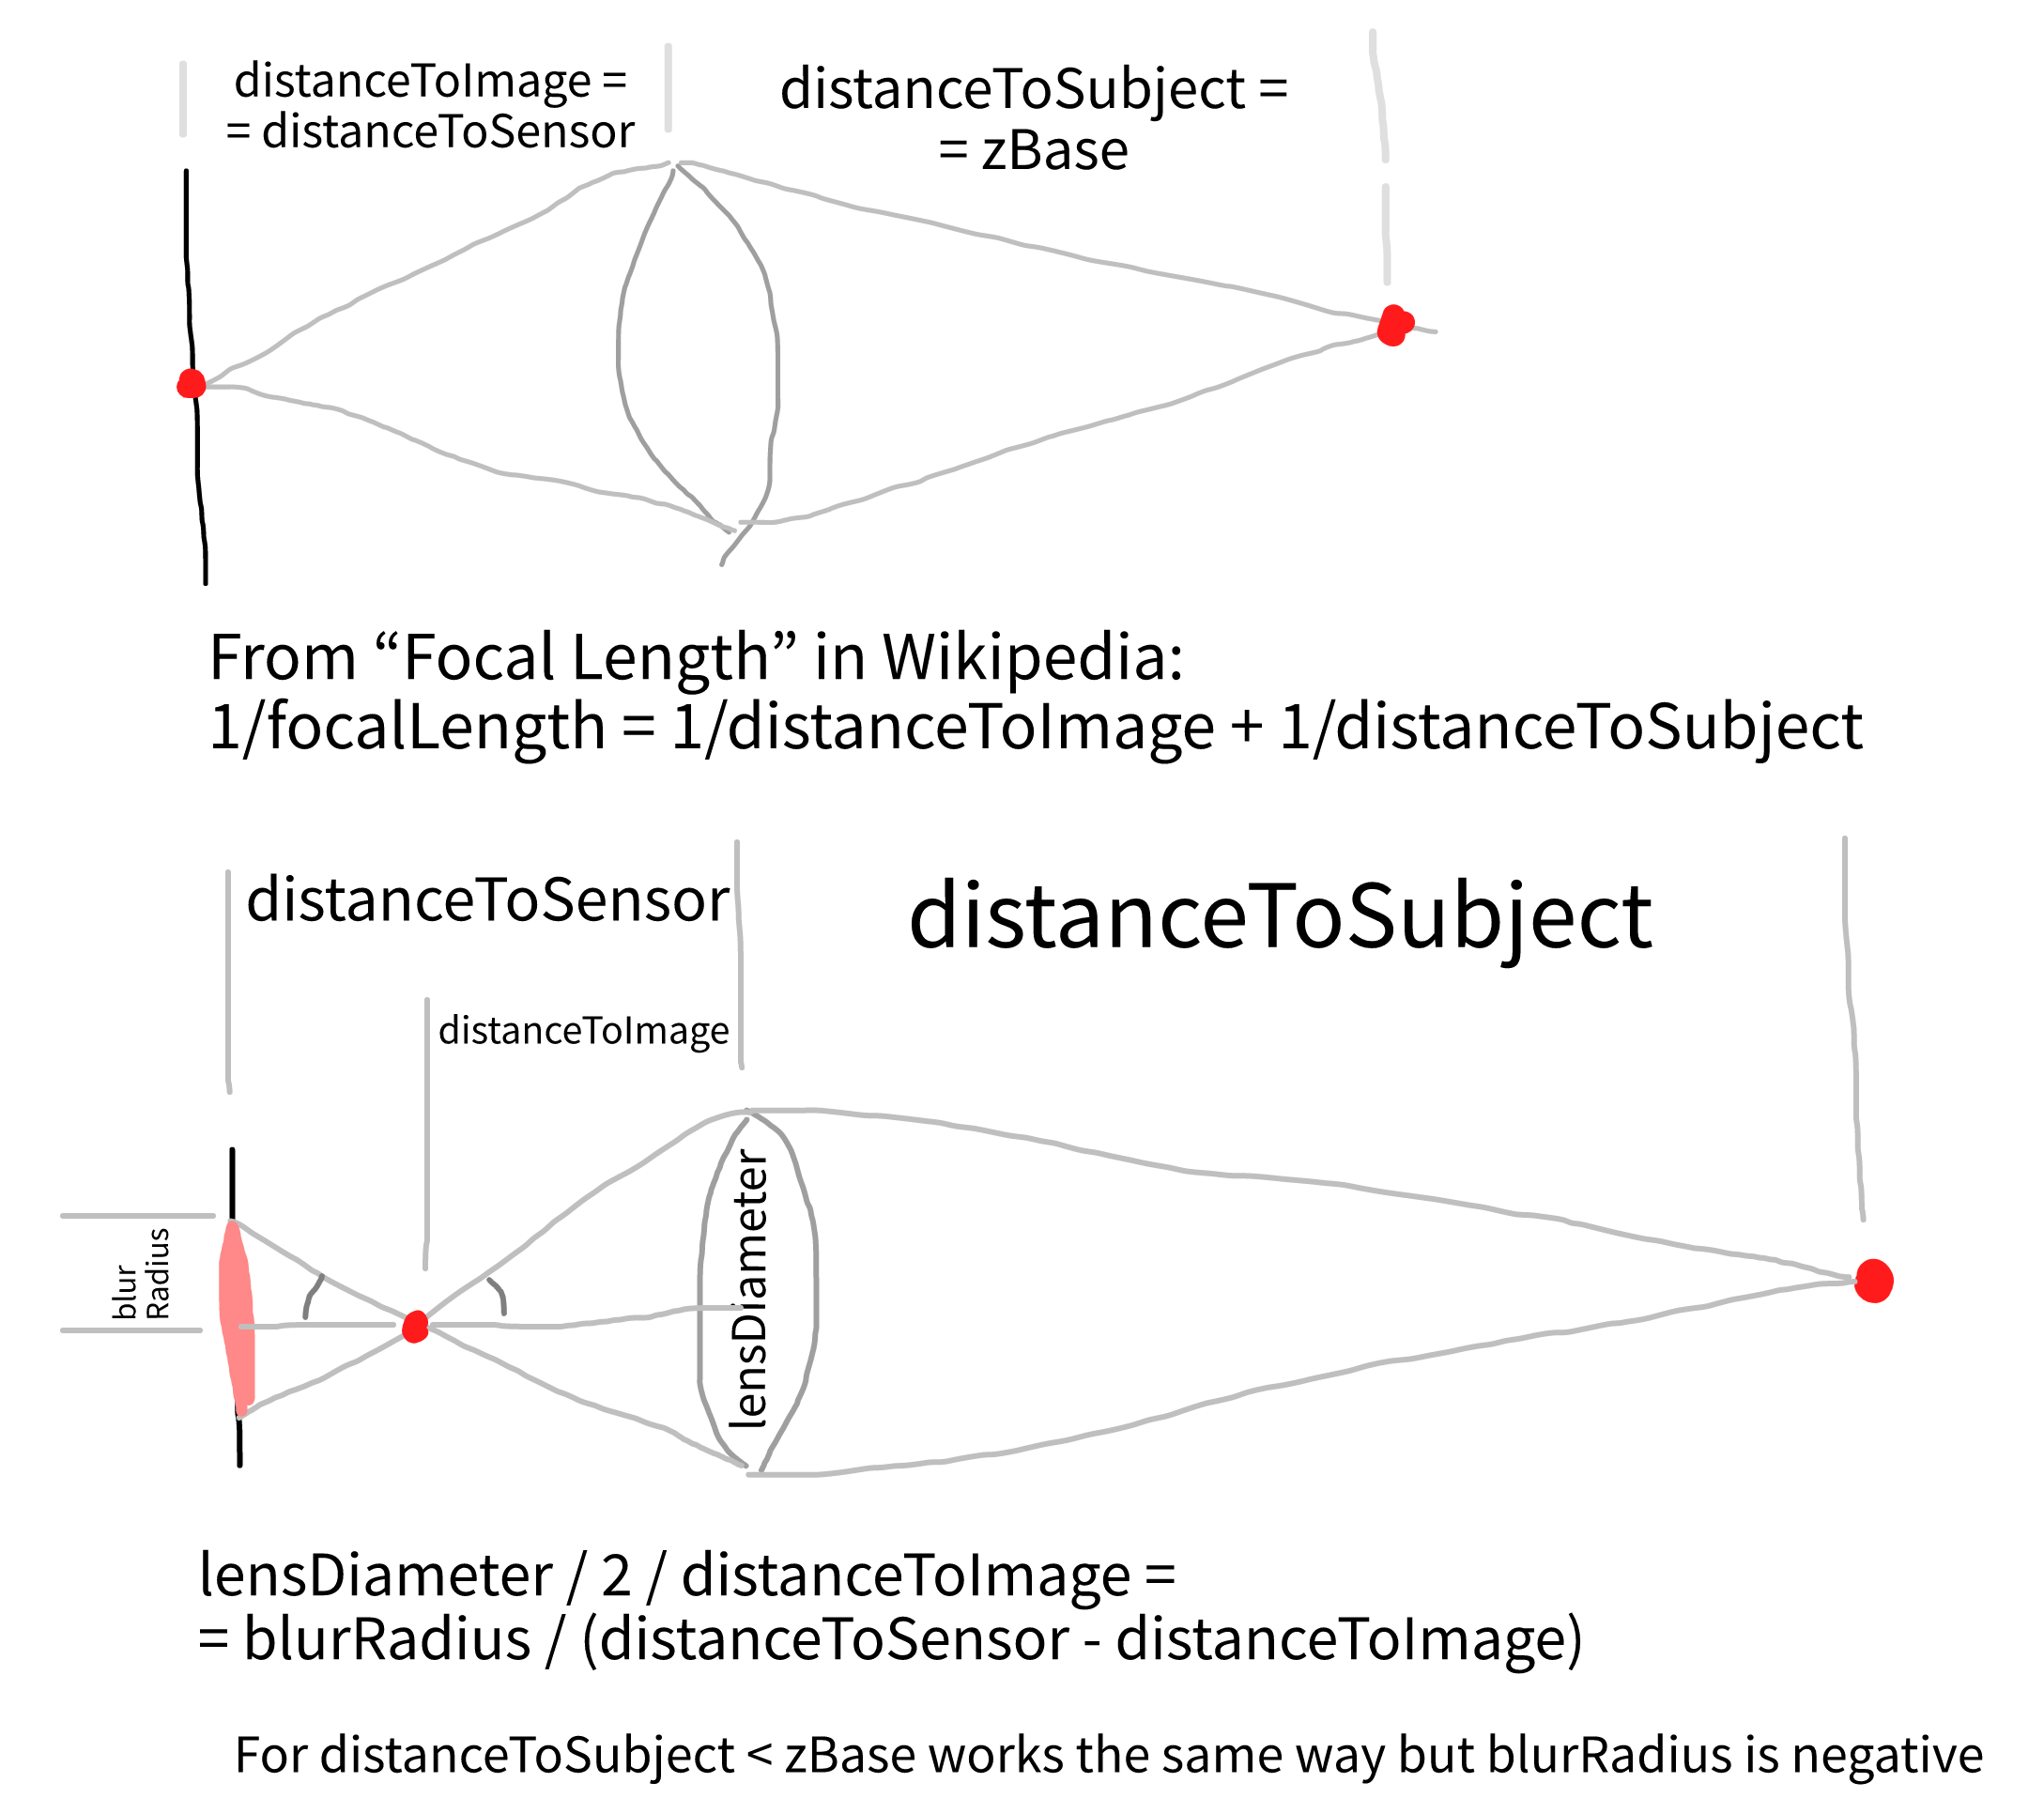 distanceToImage =
= distanceToSensor
distanceToSubject =
= zBase
From “Focal Length” in Wikipedia:
1/focalLength = 1/distanceToImage + 1/distanceToSubject
distanceToSensor
distanceToSubject
distanceToImage
blur
Radius
lensDiameter
lensDiameter / 2 / distanceToImage =
= blurRadius / (distanceToSensor - distanceToImage)
For distanceToSubject < zBase works the same way but blurRadius is negative